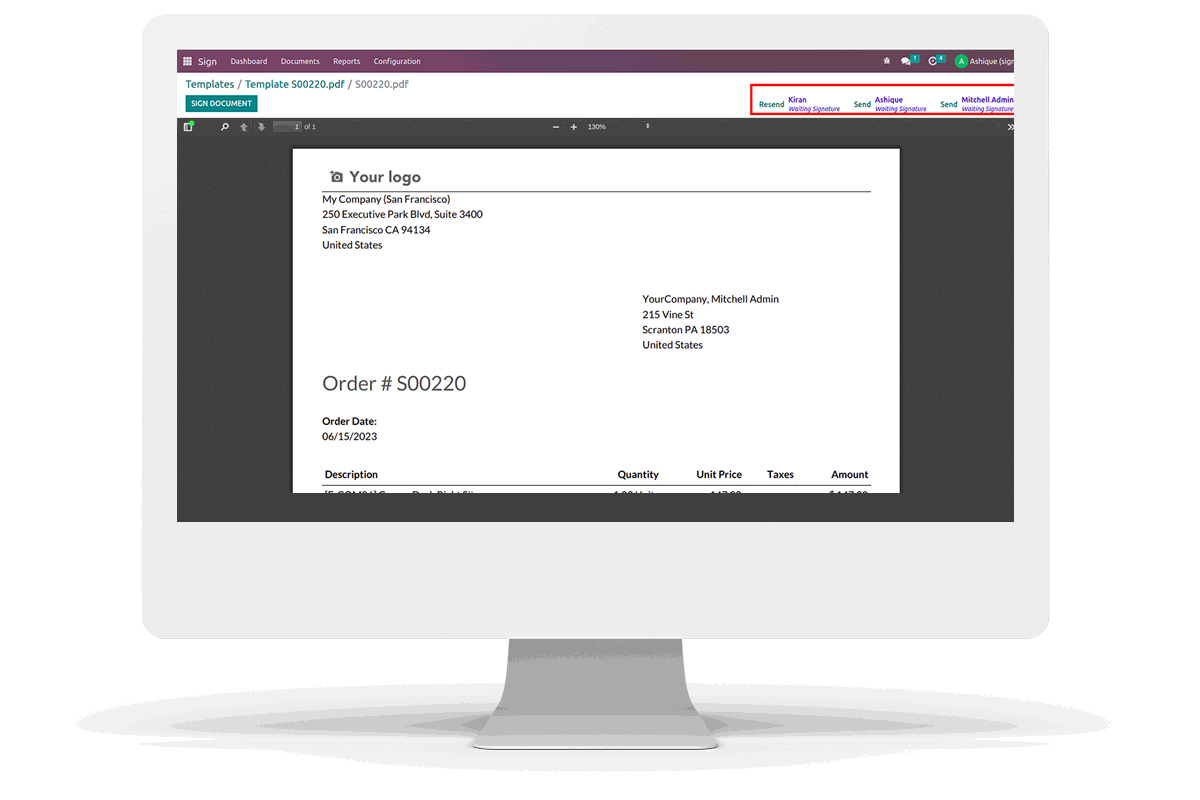 Sign Dashboard Documents Reports Configuration 1 4 A Ashique (sign
Templates / Template S00220.pdf / S00220.pdf
SIGN DOCUMENT
Resend Kiran Send Ashique Send Mitchell Admin
Waiting Signature Waiting Signature Waiting Signature
1 of 1 130%
Your logo
My Company (San Francisco)
250 Executive Park Blvd, Suite 3400
San Francisco CA 94134
United States
YourCompany, Mitchell Admin
215 Vine St
Scranton PA 18503
United States
Order # S00220
Order Date:
06/15/2023
Description Quantity Unit Price Taxes Amount